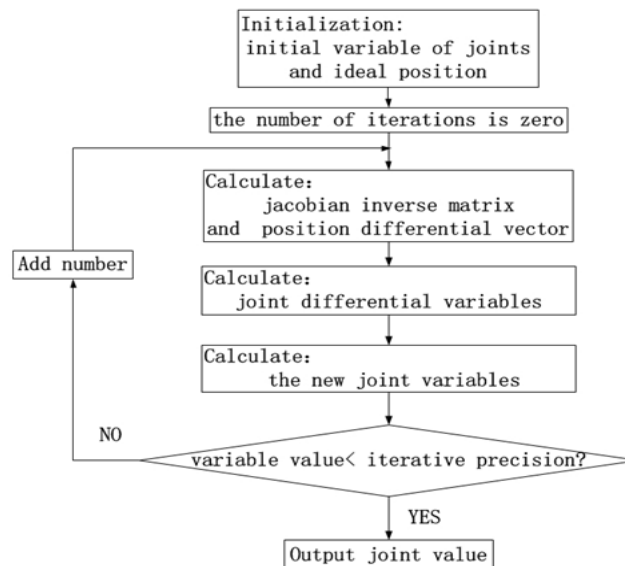 Initialization:
initial variable of joints
and ideal position
the number of iterations is zero
Calculate:
jacobian inverse matrix
and position differential vector
Add number
Calculate:
joint differential variables
Calculate:
the new joint variables
NO
variable value< iterative precision?
YES
Output joint value